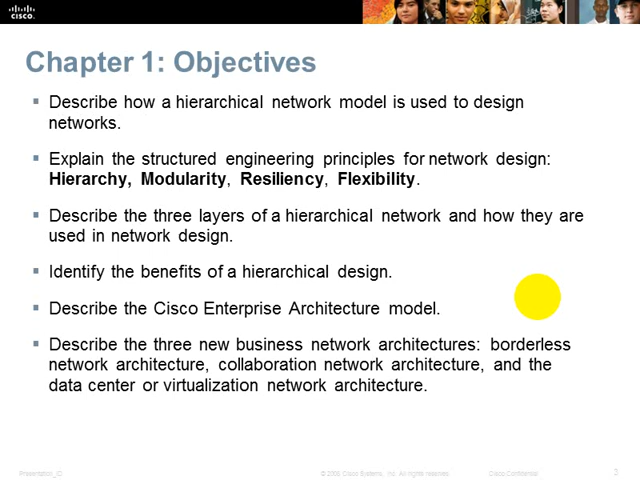 CISCO
Chapter 1: Objectives
▪ Describe how a hierarchical network model is used to design
networks.
▪ Explain the structured engineering principles for network design:
Hierarchy, Modularity, Resiliency, Flexibility.
▪ Describe the three layers of a hierarchical network and how they are
used in network design.
▪ Identify the benefits of a hierarchical design.
▪ Describe the Cisco Enterprise Architecture model.
▪ Describe the three new business network architectures: borderless
network architecture, collaboration network architecture, and the
data center or virtualization network architecture.
Presentation_ID © 2008 Cisco Systems, Inc. All rights reserved. Cisco Confidential